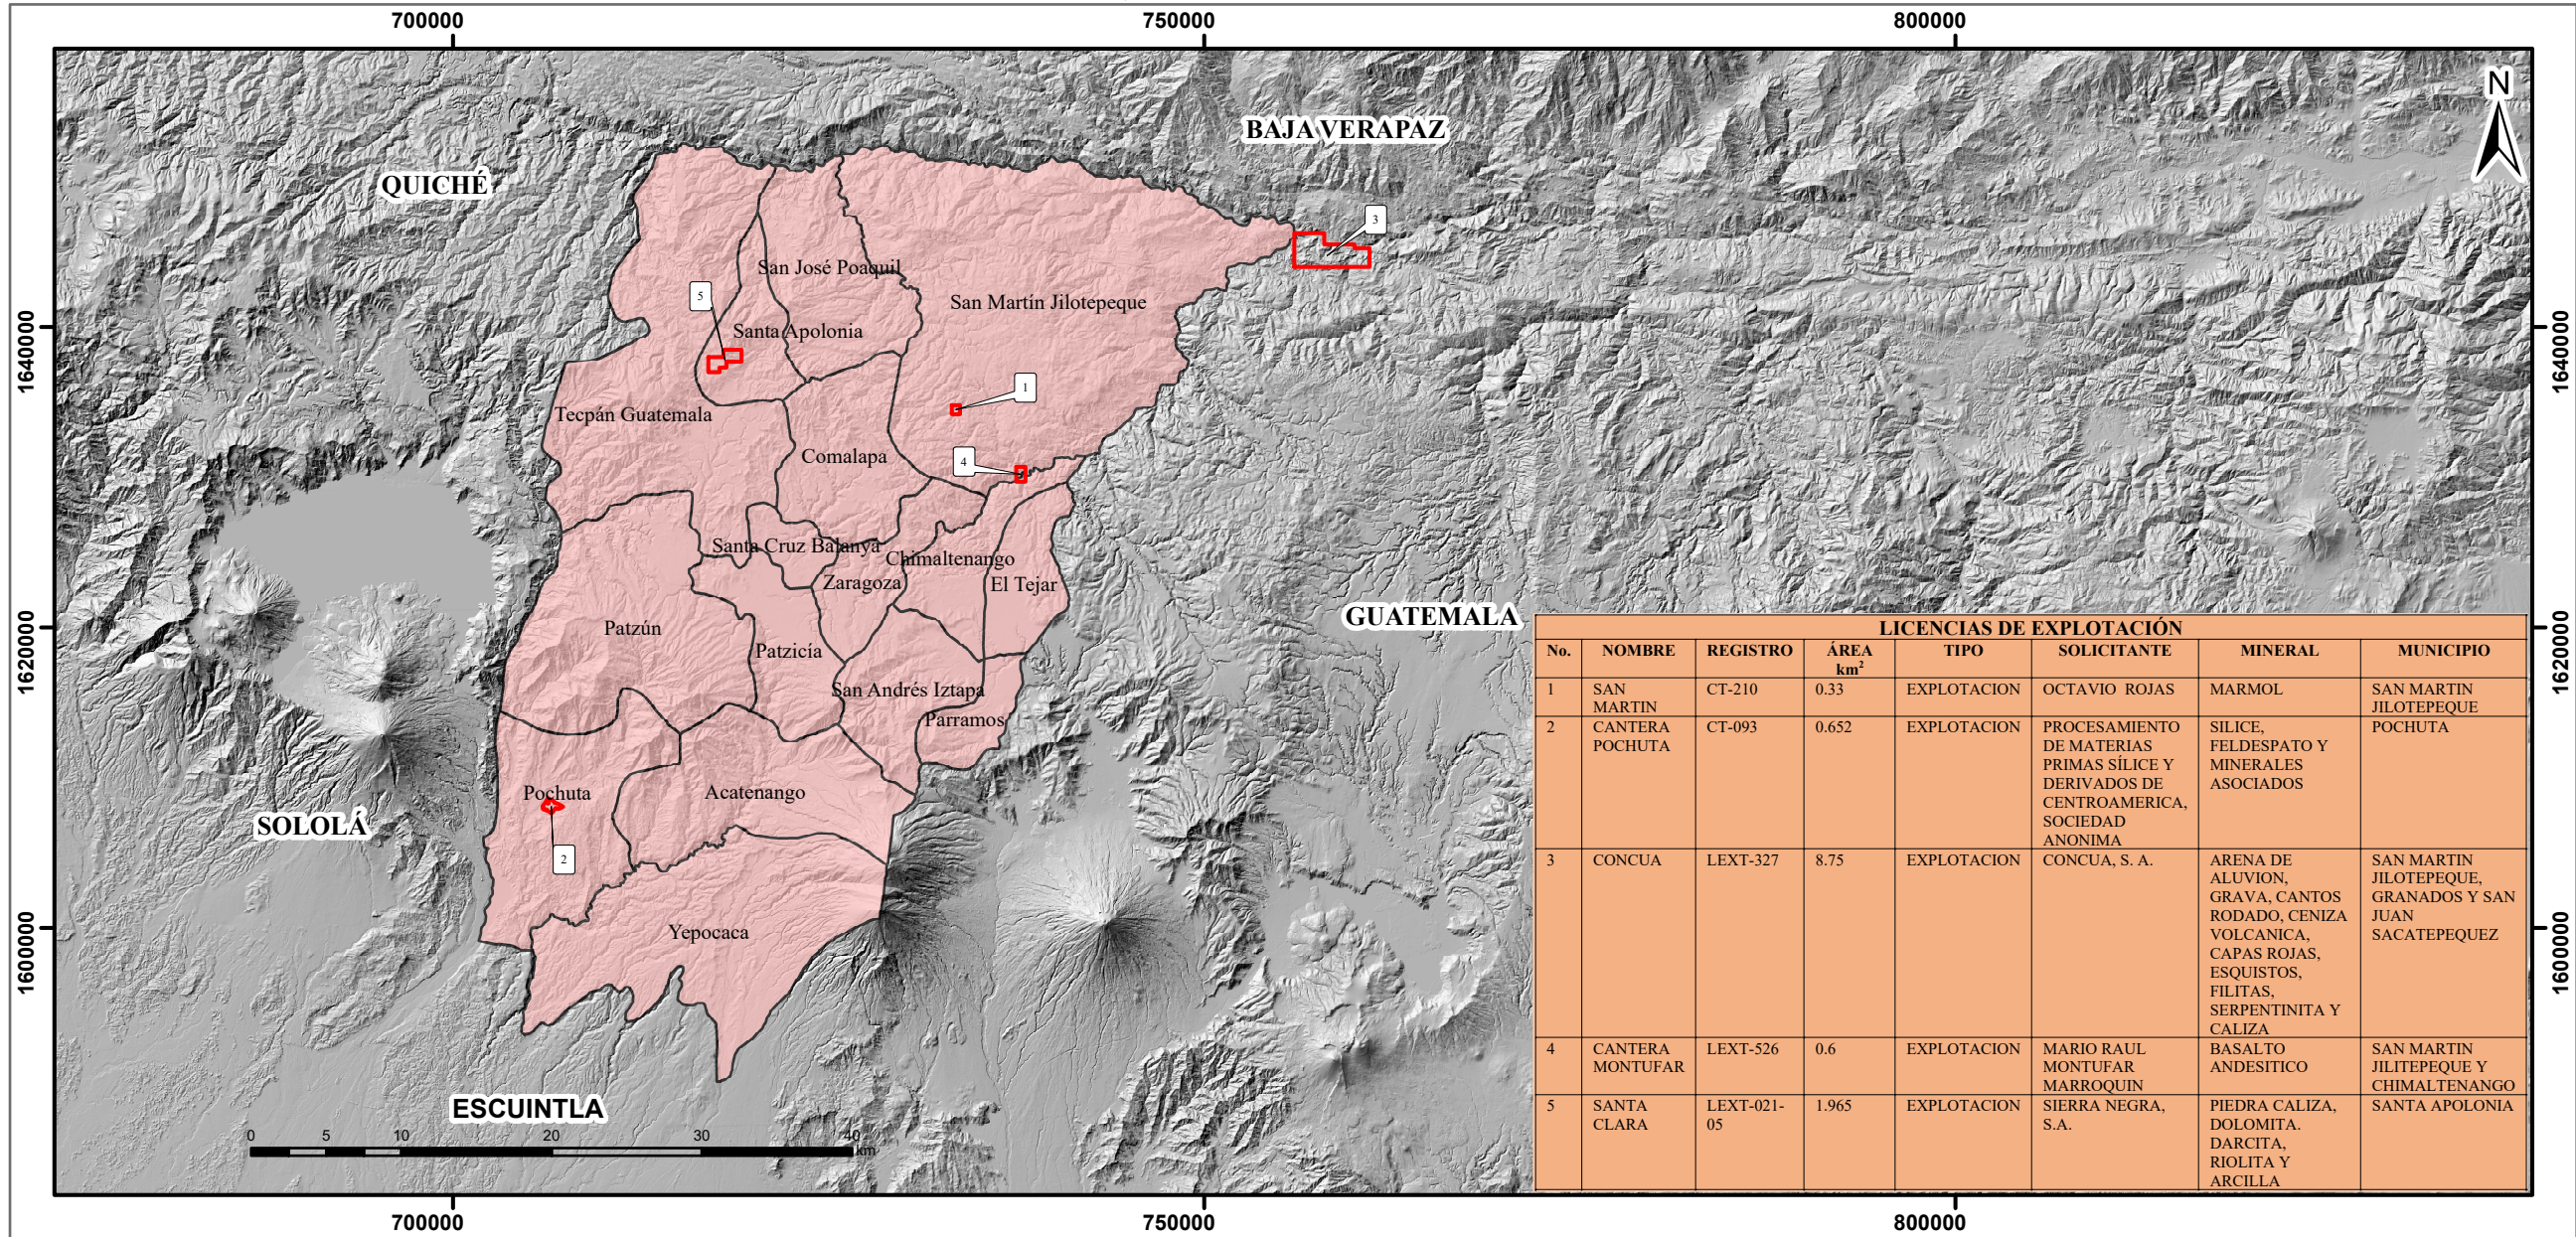 700000 750000 800000
N
BAJA VERAPAZ
QUICHÉ
3
San José Poaquil
5
San Martín Jilotepeque
1640000 1640000
Santa Apolonia
1
Tecpán Guatemala
Comalapa
4
Santa Cruz Balanya
Chimaltenango
Zaragoza
El Tejar
GUATEMALA
Patzún
1620000 1620000
Patzicía
San Andrés Iztapa
Parramos
Pochuta
Acatenango
SOLOLÁ
2
Yepocaca
1600000 1600000
ESCUINTLA
0 5 10 20 30 40
km
LICENCIAS DE EXPLOTACIÓN
No. NOMBRE REGISTRO ÁREA km² TIPO SOLICITANTE MINERAL MUNICIPIO
1 SAN MARTIN CT-210 0.33 EXPLOTACION OCTAVIO ROJAS MARMOL SAN MARTIN JILOTEPEQUE
2 CANTERA POCHUTA CT-093 0.652 EXPLOTACION PROCESAMIENTO DE MATERIAS PRIMAS SÍLICE Y DERIVADOS DE CENTROAMERICA, SOCIEDAD ANONIMA SILICE, FELDESPATO Y MINERALES ASOCIADOS POCHUTA
3 CONCUA LEXT-327 8.75 EXPLOTACION CONCUA, S. A. ARENA DE ALUVION, GRAVA, CANTOS RODADO, CENIZA VOLCANICA, CAPAS ROJAS, ESQUISTOS, FILITAS, SERPENTINITA Y CALIZA SAN MARTIN JILOTEPEQUE, GRANADOS Y SAN JUAN SACATEPEQUEZ
4 CANTERA MONTUFAR LEXT-526 0.6 EXPLOTACION MARIO RAUL MONTUFAR MARROQUIN BASALTO ANDESITICO SAN MARTIN JILITEPEQUE Y CHIMALTENANGO
5 SANTA CLARA LEXT-021-05 1.965 EXPLOTACION SIERRA NEGRA, S.A. PIEDRA CALIZA, DOLOMITA. DARCITA, RIOLITA Y ARCILLA SANTA APOLONIA
700000 750000 800000